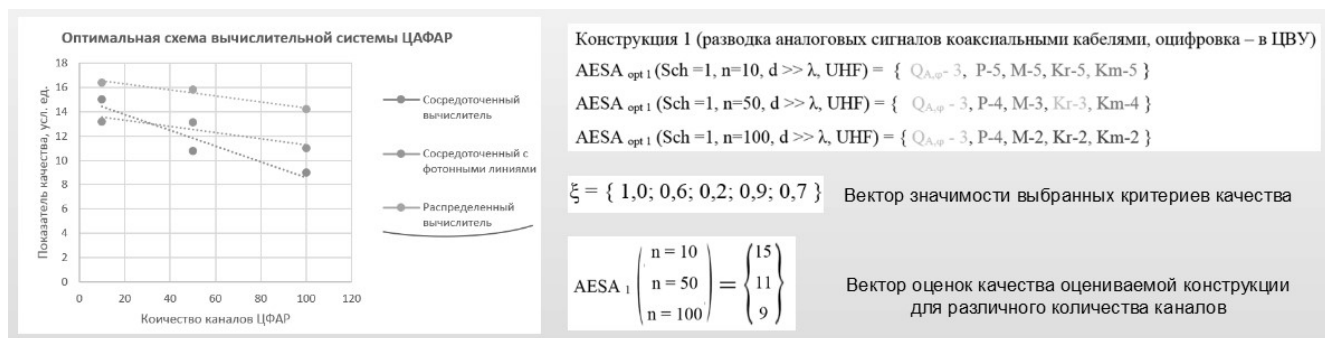 Оптимальная схема вычислительной системы ЦАФАР
18
16
14
12
10
8
6
4
2
0
0 20 40 60 80 100 120
Показатель качества, усл. ед.
Коичество каналов ЦФАР
Сосредоточенный
вычислитель
Сосредоточенный с
фотонными линиями
Распределенный
вычислитель
Конструкция 1 (разводка аналоговых сигналов коаксиальными кабелями, оцифровка – в ЦВУ)
AESA opt 1 (Sch =1, n=10, d >> λ, UHF) = { Q_A,φ- 3, P-5, M-5, Kr-5, Km-5 }
AESA opt 1 (Sch =1, n=50, d >> λ, UHF) = { Q_A,φ - 3, P-4, M-3, Kr-3, Km-4 }
AESA opt 1 (Sch =1, n=100, d >> λ, UHF) = { Q_A,φ - 3, P-4, M-2, Kr-2, Km-2 }
ξ = { 1,0; 0,6; 0,2; 0,9; 0,7 }
Вектор значимости выбранных критериев качества
n = 10 15
AESA 1 n = 50 = 11
n = 100 9
Вектор оценок качества оцениваемой конструкции
для различного количества каналов